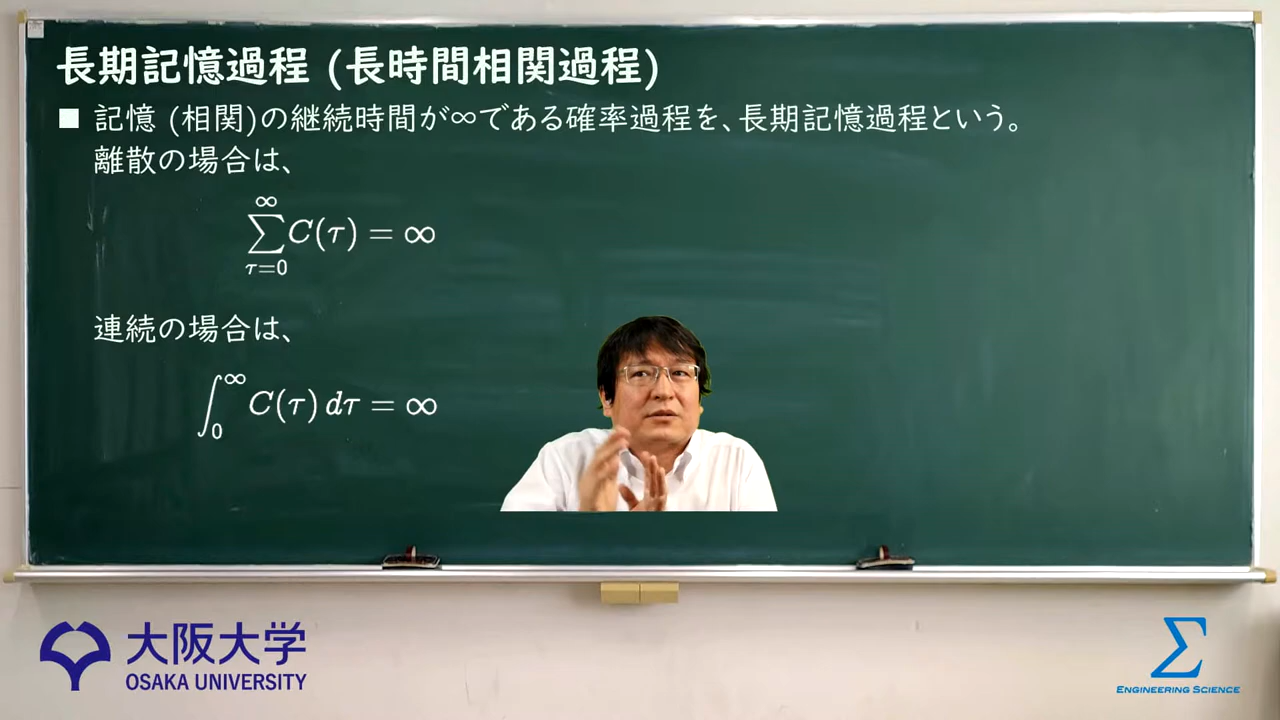 長期記憶過程 (長時間相関過程)
■ 記憶 (相関)の継続時間が∞である確率過程を、長期記憶過程という。
離散の場合は、
∞
∑ C(τ) = ∞
τ=0
連続の場合は、
∫₀^∞ C(τ) dτ = ∞
大阪大学
OSAKA UNIVERSITY
Σ
ENGINEERING SCIENCE